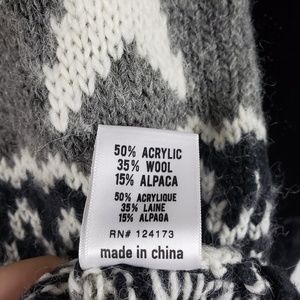 50% ACRYLIC
35% WOOL
15% ALPACA
50% ACRYLIQUE
35% LAINE
15% ALPAGA
RN# 124173
made in china